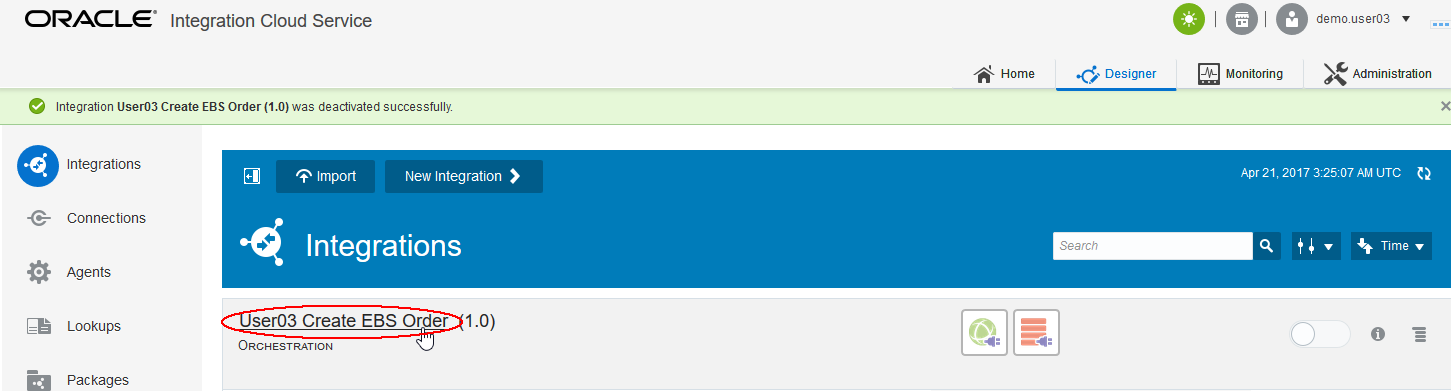 ORACLE® Integration Cloud Service
demo.user03
Home
Designer
Monitoring
Administration
Integration User03 Create EBS Order (1.0) was deactivated successfully.
Integrations
Connections
Agents
Lookups
Packages
Import
New Integration
Apr 21, 2017 3:25:07 AM UTC
Integrations
Search
Time
User03 Create EBS Order (1.0)
ORCHESTRATION